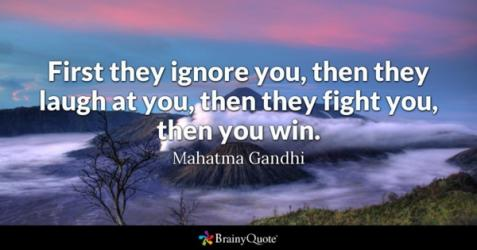 First they ignore you, then they
laugh at you, then they fight you,
then you win.
Mahatma Gandhi
BrainyQuote®